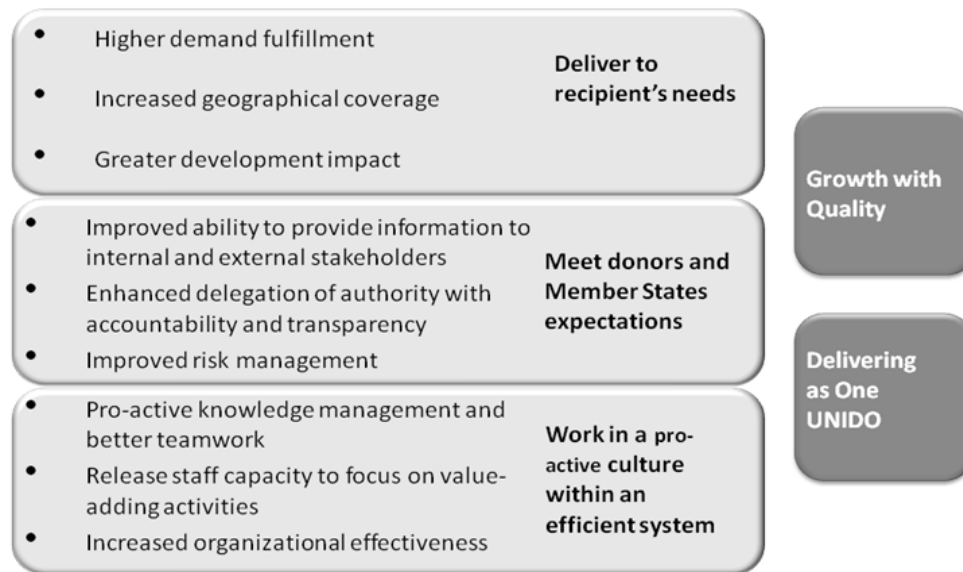 • Higher demand fulfillment
• Increased geographical coverage
• Greater development impact
Deliver to
recipient's needs
• Improved ability to provide information to
internal and external stakeholders
• Enhanced delegation of authority with
accountability and transparency
• Improved risk management
Meet donors and
Member States
expectations
• Pro-active knowledge management and
better teamwork
• Release staff capacity to focus on value-
adding activities
• Increased organizational effectiveness
Work in a pro-
active culture
within an
efficient system
Growth with
Quality
Delivering
as One
UNIDO